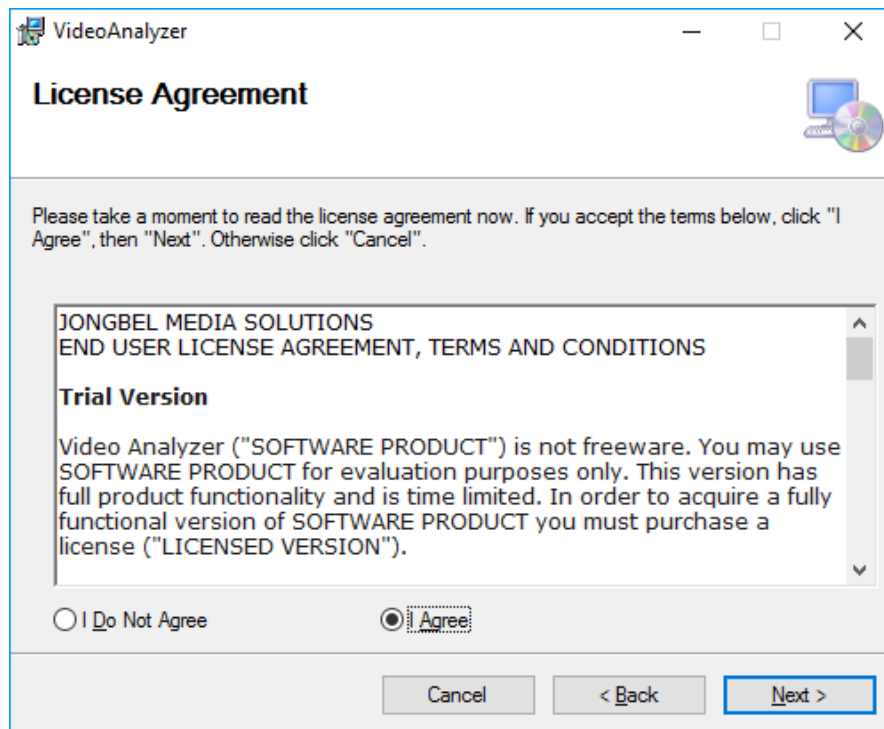 VideoAnalyzer
License Agreement
Please take a moment to read the license agreement now. If you accept the terms below, click "I
Agree", then "Next". Otherwise click "Cancel".
JONGBEL MEDIA SOLUTIONS
END USER LICENSE AGREEMENT, TERMS AND CONDITIONS
Trial Version
Video Analyzer ("SOFTWARE PRODUCT") is not freeware. You may use
SOFTWARE PRODUCT for evaluation purposes only. This version has
full product functionality and is time limited. In order to acquire a fully
functional version of SOFTWARE PRODUCT you must purchase a
license ("LICENSED VERSION").
I Do Not Agree
I Agree
Cancel
< Back
Next >